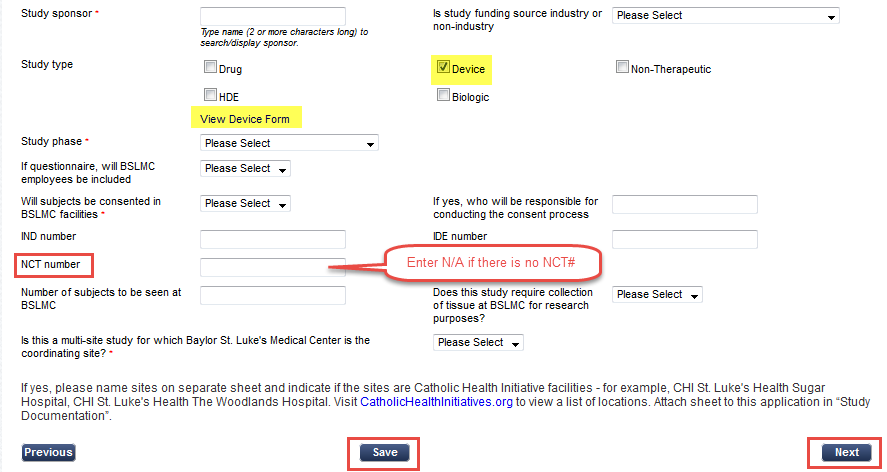 Study sponsor *
Type name (2 or more characters long) to
search/display sponsor.
Is study funding source industry or
non-industry
Please Select
Study type
Drug
Device
Non-Therapeutic
HDE
Biologic
View Device Form
Study phase *
Please Select
If questionnaire, will BSLMC
employees be included
Please Select
Will subjects be consented in
BSLMC facilities *
Please Select
If yes, who will be responsible for
conducting the consent process
IND number
IDE number
NCT number
Enter N/A if there is no NCT#
Number of subjects to be seen at
BSLMC
Does this study require collection
of tissue at BSLMC for research
purposes?
Please Select
Is this a multi-site study for which Baylor St. Luke's Medical Center is the
coordinating site? *
Please Select
If yes, please name sites on separate sheet and indicate if the sites are Catholic Health Initiative facilities - for example, CHI St. Luke's Health Sugar
Hospital, CHI St. Luke's Health The Woodlands Hospital. Visit CatholicHealthInitiatives.org to view a list of locations. Attach sheet to this application in “Study
Documentation”.
Previous
Save
Next